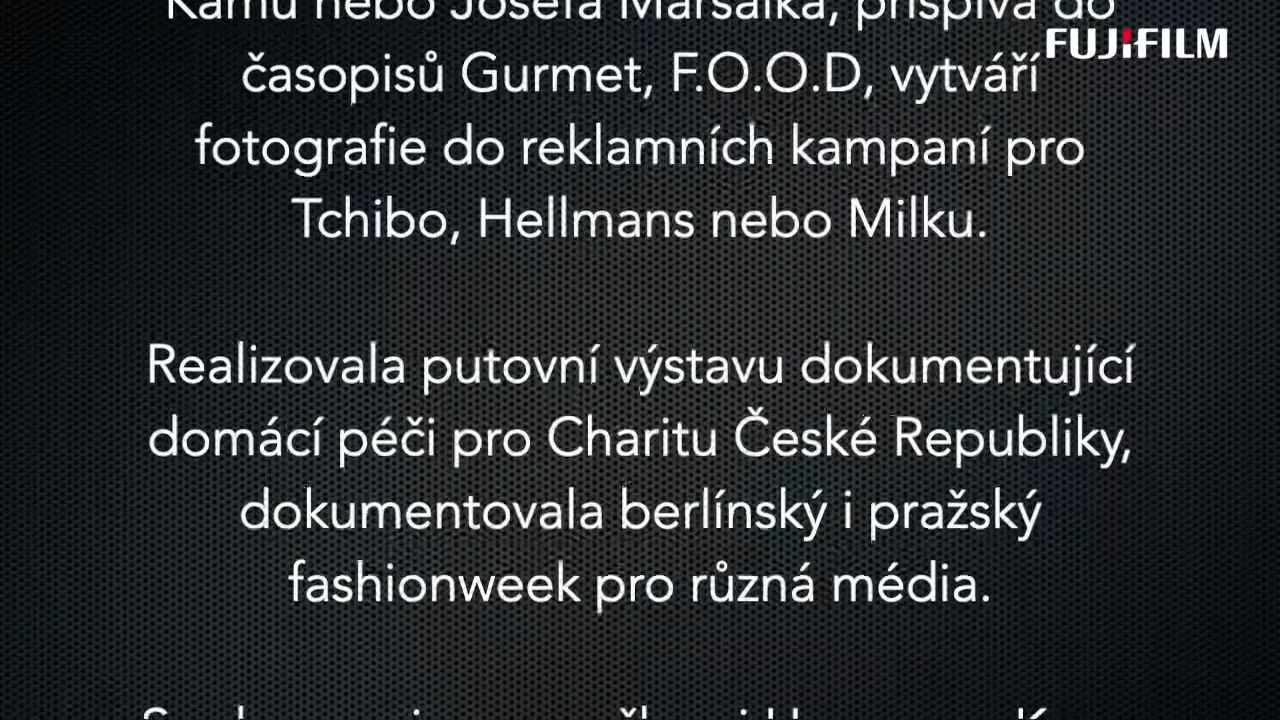 Kamu nebo Josefa Maršálka, přispívá do
FUJIFILM
časopisů Gurmet, F.O.O.D, vytváří
fotografie do reklamních kampaní pro
Tchibo, Hellmans nebo Milku.
Realizovala putovní výstavu dokumentující
domácí péči pro Charitu České Republiky,
dokumentovala berlínský i pražský
fashionweek pro různá média.